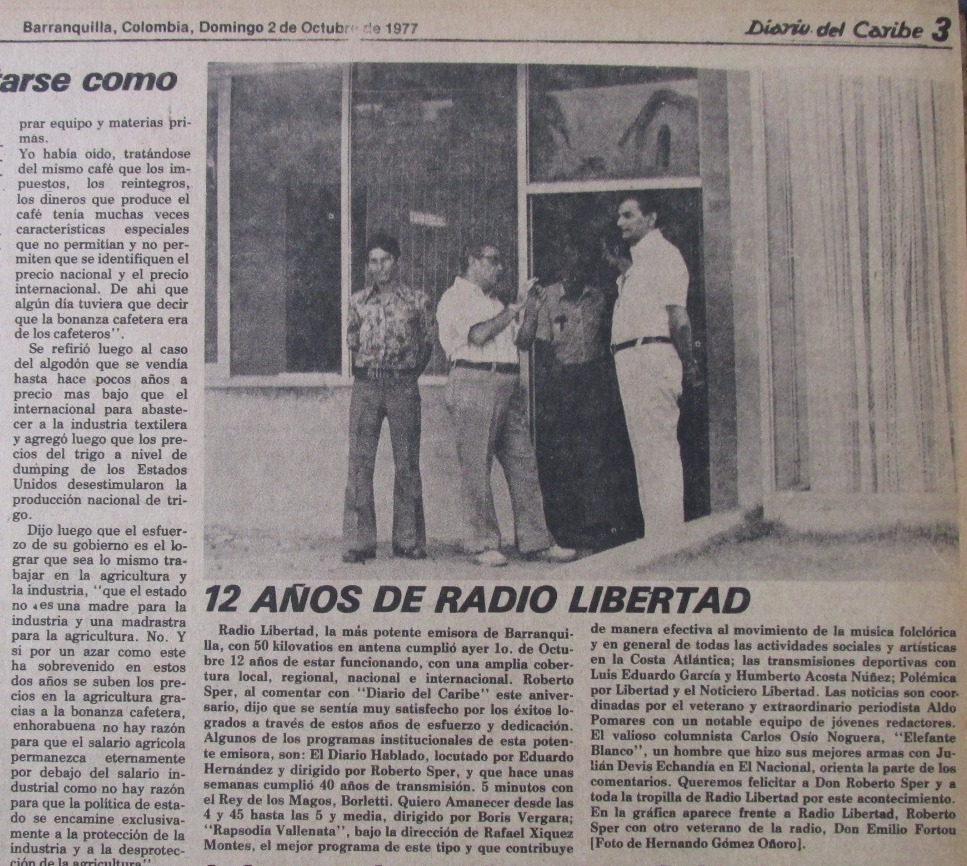 Barranquilla, Colombia, Domingo 2 de Octubre de 1977
Diario del Caribe 3
arse como
prar equipo y materias pri-
mas.
Yo había oido, tratándose
del mismo café que los im-
puestos, los reintegros,
los dineros que produce el
café tenía muchas veces
características especiales
que no permitían y no per-
miten que se identifiquen el
precio nacional y el precio
internacional. De ahí que
algún día tuviera que decir
que la bonanza cafetera era
de los cafeteros".
Se refirió luego al caso
del algodón que se vendía
hasta hace pocos años a
precio mas bajo que el
internacional para abaste-
cer a la industria textilera
y agregó luego que los pre-
cios del trigo a nivel de
dumping de los Estados
Unidos desestimularon la
producción nacional de tri-
go.
Dijo luego que el esfuer-
zo de su gobierno es el lo-
grar que sea lo mismo tra-
bajar en la agricultura y
la industria, "que el estado
no es una madre para la
industria y una madrastra
para la agricultura. No. Y
si por un azar como este
ha sobrevenido en estos
dos años se suben los pre-
cios en la agricultura gra-
cias a la bonanza cafetera,
enhorabuena no hay razón
para que el salario agrícola
permanezca eternamente
por debajo del salario in-
dustrial como no hay razón
para que la política de esta-
do se encamine exclusiva-
mente a la protección de la
industria y a la desprotec-
ción de la agricultura".
12 AÑOS DE RADIO LIBERTAD
Radio Libertad, la más potente emisora de Barranqui-
lla, con 50 kilovatios en antena cumplió ayer 1o. de Octu-
bre 12 años de estar funcionando, con una amplia cober-
tura local, regional, nacional e internacional. Roberto
Sper, al comentar con "Diario del Caribe" este aniver-
sario, dijo que se sentía muy satisfecho por los éxitos lo-
grados a través de estos años de esfuerzo y dedicación.
Algunos de los programas institucionales de esta poten-
te emisora, son: El Diario Hablado, locutado por Eduardo
Hernández y dirigido por Roberto Sper, y que hace unas
semanas cumplió 40 años de transmisión. 5 minutos con
el Rey de los Magos, Borletti. Quiero Amanecer desde las
4 y 45 hasta las 5 y media, dirigido por Boris Vergara;
"Rapsodia Vallenata", bajo la dirección de Rafael Xiquez
Montes, el mejor programa de este tipo y que contribuye
de manera efectiva al movimiento de la música folclórica
y en general de todas las actividades sociales y artísticas
en la Costa Atlántica; las transmisiones deportivas con
Luis Eduardo García y Humberto Acosta Núñez; Polémica
por Libertad y el Noticiero Libertad. Las noticias son coor-
dinadas por el veterano y extraordinario periodista Aldo
Pomares con un notable equipo de jóvenes redactores.
El valioso columnista Carlos Osío Noguera, "Elefante
Blanco", un hombre que hizo sus mejores armas con Ju-
lián Devis Echandía en El Nacional, orienta la parte de los
comentarios. Queremos felicitar a Don Roberto Sper y a
toda la tropilla de Radio Libertad por este acontecimiento.
En la gráfica aparece frente a Radio Libertad, Roberto
Sper con otro veterano de la radio, Don Emilio Fortou
[Foto de Hernando Gómez Oñoro].